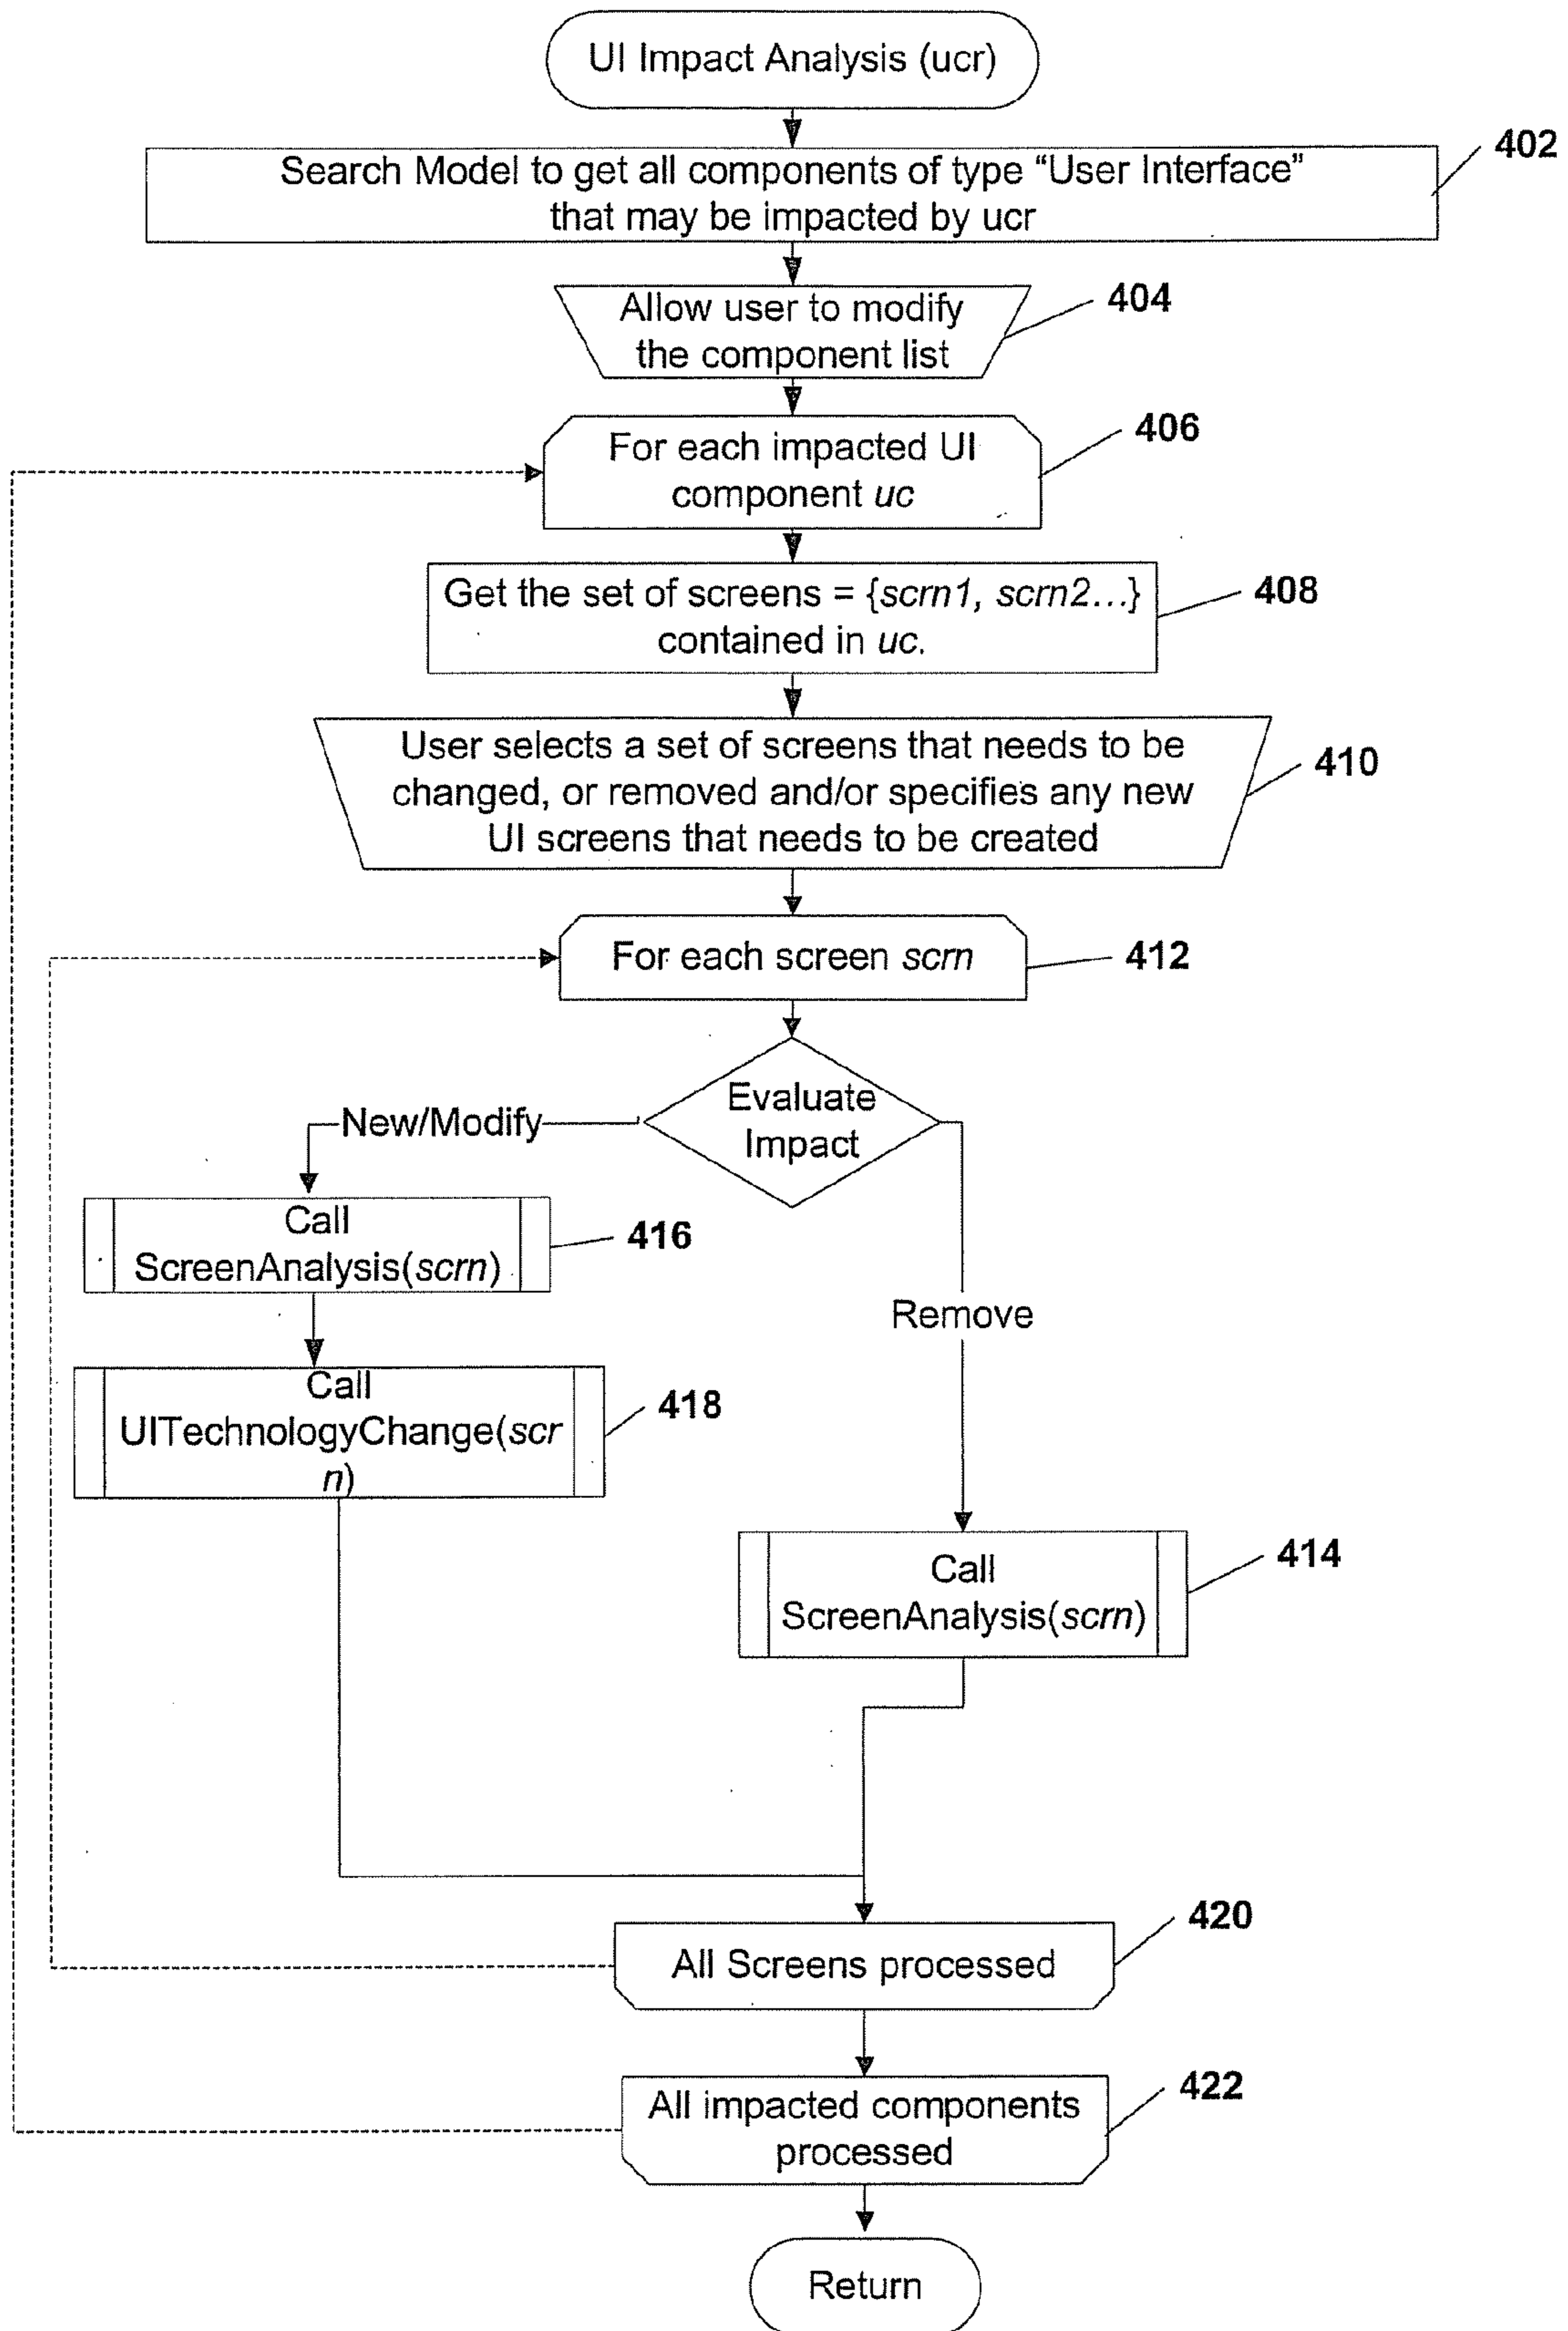 UI Impact Analysis (ucr)
Search Model to get all components of type “User Interface”
that may be impacted by ucr
402
Allow user to modify
the component list
404
For each impacted UI
component uc
406
Get the set of screens = {scrn1, scrn2...}
contained in uc.
408
User selects a set of screens that needs to be
changed, or removed and/or specifies any new
UI screens that needs to be created
410
For each screen scrn
412
Evaluate
Impact
New/Modify
Call
ScreenAnalysis(scrn)
416
Remove
Call
UITechnologyChange(scr
n)
418
Call
ScreenAnalysis(scrn)
414
All Screens processed
420
All impacted components
processed
422
Return